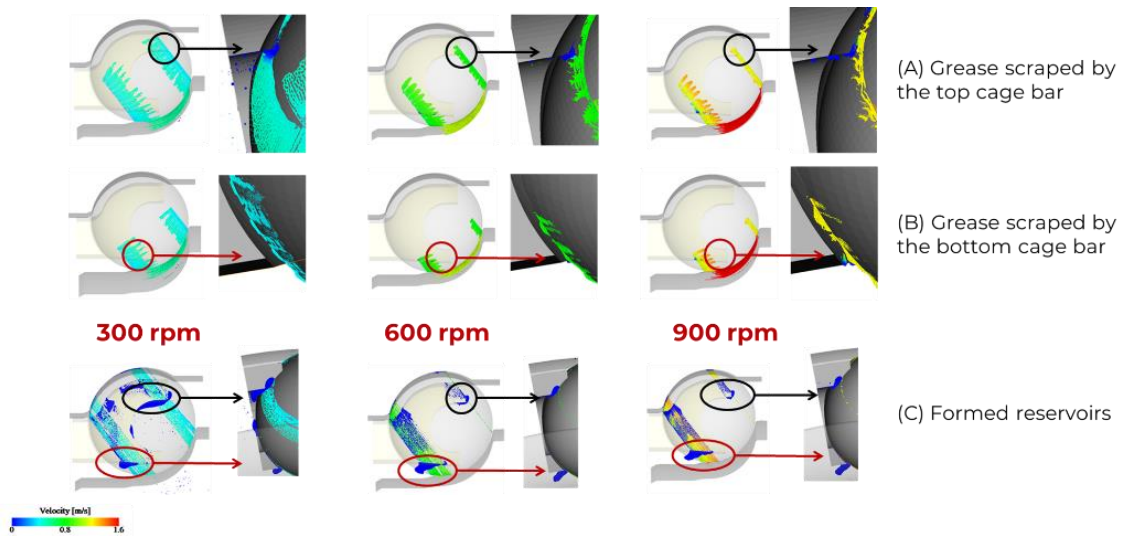 (A) Grease scraped by
the top cage bar
(B) Grease scraped by
the bottom cage bar
300 rpm
600 rpm
900 rpm
(C) Formed reservoirs
Velocity [m/s]
0
0.8
1.6